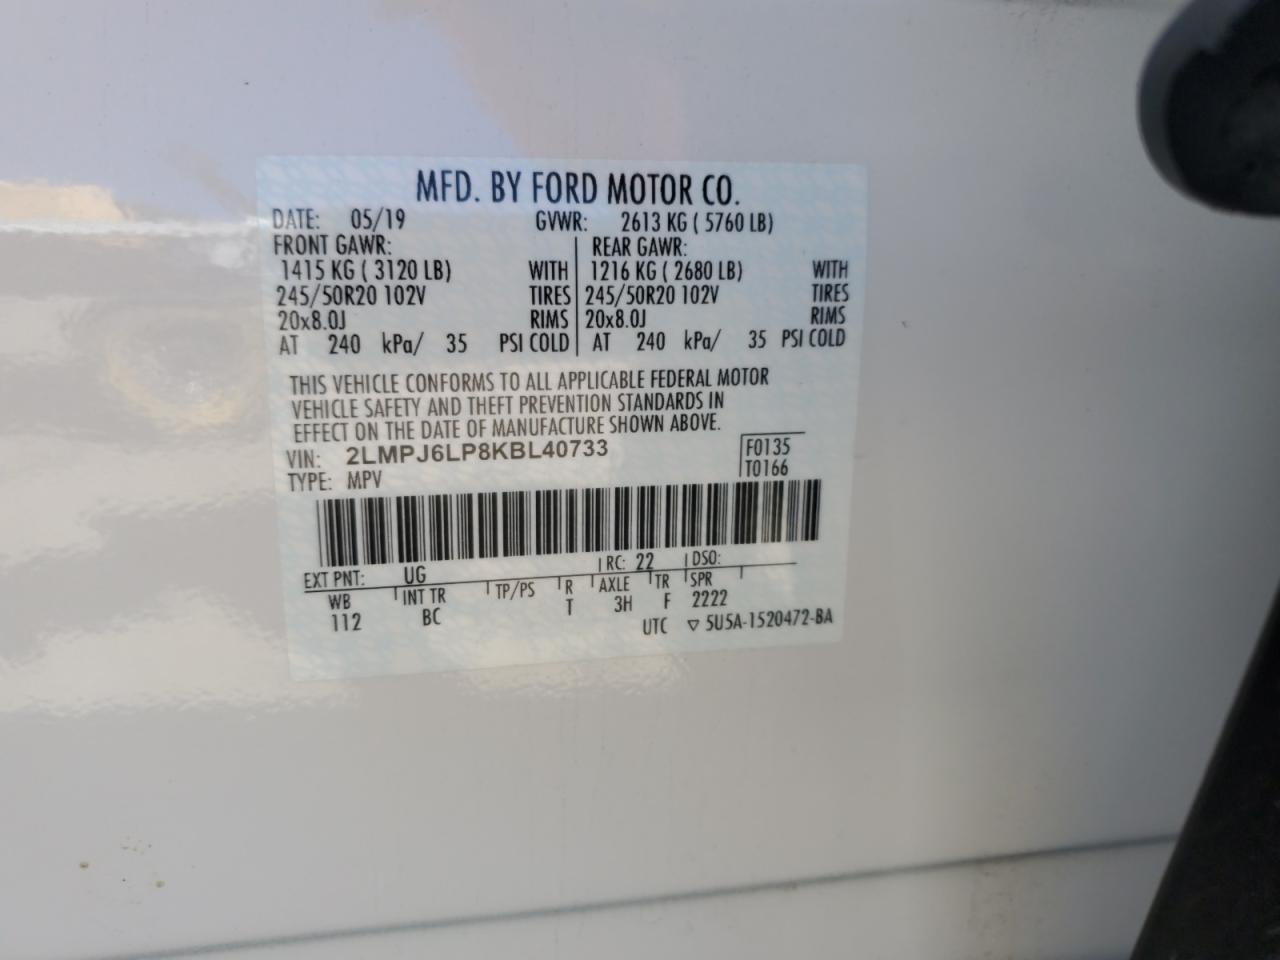 MFD. BY FORD MOTOR CO.
DATE: 05/19 GVWR: 2613 KG ( 5760 LB)
FRONT GAWR: REAR GAWR:
1415 KG ( 3120 LB) WITH 1216 KG ( 2680 LB) WITH
245/50R20 102V TIRES 245/50R20 102V TIRES
20x8.0J RIMS 20x8.0J RIMS
AT 240 kPa/ 35 PSI COLD AT 240 kPa/ 35 PSI COLD
THIS VEHICLE CONFORMS TO ALL APPLICABLE FEDERAL MOTOR
VEHICLE SAFETY AND THEFT PREVENTION STANDARDS IN
EFFECT ON THE DATE OF MANUFACTURE SHOWN ABOVE.
VIN: 2LMPJ6LP8KBL40733 F0135
TYPE: MPV T0166
EXT PNT: UG RC: 22 DSO:
WB INT TR TP/PS R AXLE TR SPR
112 BC T 3H F 2222
UTC ▽ 5U5A-1520472-BA